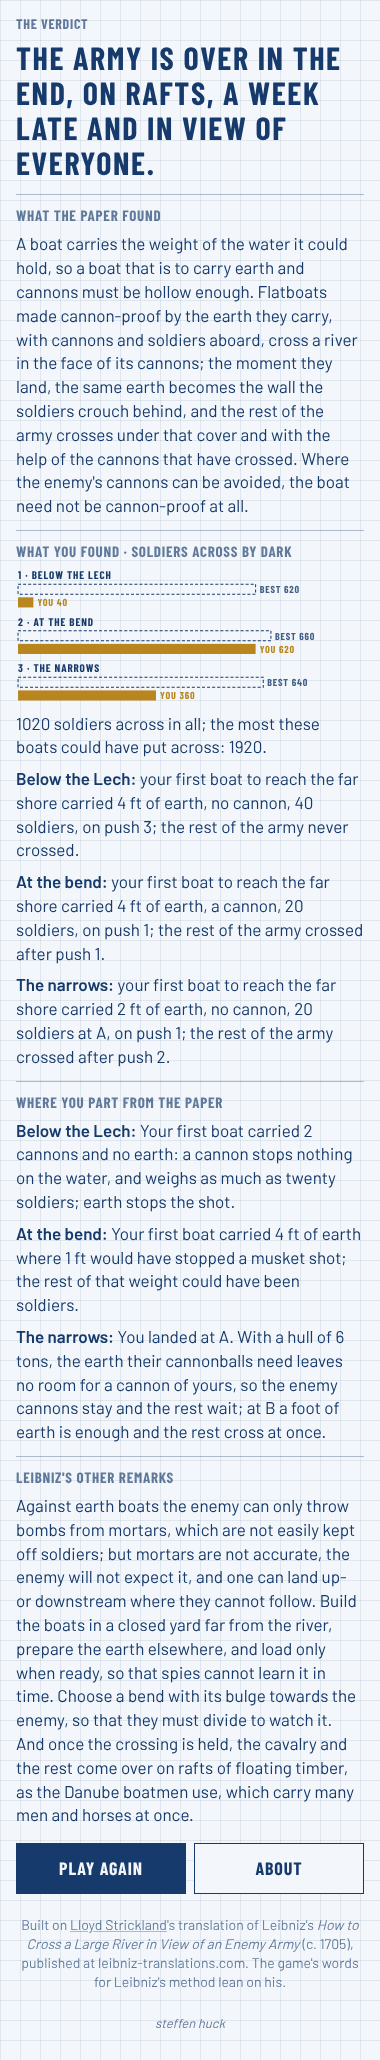 THE VERDICT
THE ARMY IS OVER IN THE
END, ON RAFTS, A WEEK
LATE AND IN VIEW OF
EVERYONE.
WHAT THE PAPER FOUND
A boat carries the weight of the water it could
hold, so a boat that is to carry earth and
cannons must be hollow enough. Flatboats
made cannon-proof by the earth they carry,
with cannons and soldiers aboard, cross a river
in the face of its cannons; the moment they
land, the same earth becomes the wall the
soldiers crouch behind, and the rest of the
army crosses under that cover and with the
help of the cannons that have crossed. Where
the enemy's cannons can be avoided, the boat
need not be cannon-proof at all.
WHAT YOU FOUND · SOLDIERS ACROSS BY DARK
1 · BELOW THE LECH
BEST 620
YOU 40
2 · AT THE BEND
BEST 660
YOU 620
3 · THE NARROWS
BEST 640
YOU 360
1020 soldiers across in all; the most these
boats could have put across: 1920.
Below the Lech: your first boat to reach the far
shore carried 4 ft of earth, no cannon, 40
soldiers, on push 3; the rest of the army never
crossed.
At the bend: your first boat to reach the far
shore carried 4 ft of earth, a cannon, 20
soldiers, on push 1; the rest of the army crossed
after push 1.
The narrows: your first boat to reach the far
shore carried 2 ft of earth, no cannon, 20
soldiers at A, on push 1; the rest of the army
crossed after push 2.
WHERE YOU PART FROM THE PAPER
Below the Lech: Your first boat carried 2
cannons and no earth: a cannon stops nothing
on the water, and weighs as much as twenty
soldiers; earth stops the shot.
At the bend: Your first boat carried 4 ft of earth
where 1 ft would have stopped a musket shot;
the rest of that weight could have been
soldiers.
The narrows: You landed at A. With a hull of 6
tons, the earth their cannonballs need leaves
no room for a cannon of yours, so the enemy
cannons stay and the rest wait; at B a foot of
earth is enough and the rest cross at once.
LEIBNIZ'S OTHER REMARKS
Against earth boats the enemy can only throw
bombs from mortars, which are not easily kept
off soldiers; but mortars are not accurate, the
enemy will not expect it, and one can land up-
or downstream where they cannot follow. Build
the boats in a closed yard far from the river,
prepare the earth elsewhere, and load only
when ready, so that spies cannot learn it in
time. Choose a bend with its bulge towards the
enemy, so that they must divide to watch it.
And once the crossing is held, the cavalry and
the rest come over on rafts of floating timber,
as the Danube boatmen use, which carry many
men and horses at once.
PLAY AGAIN
ABOUT
Built on Lloyd Strickland's translation of Leibniz's How to
Cross a Large River in View of an Enemy Army (c. 1705),
published at leibniz-translations.com. The game's words
for Leibniz's method lean on his.
steffen huck